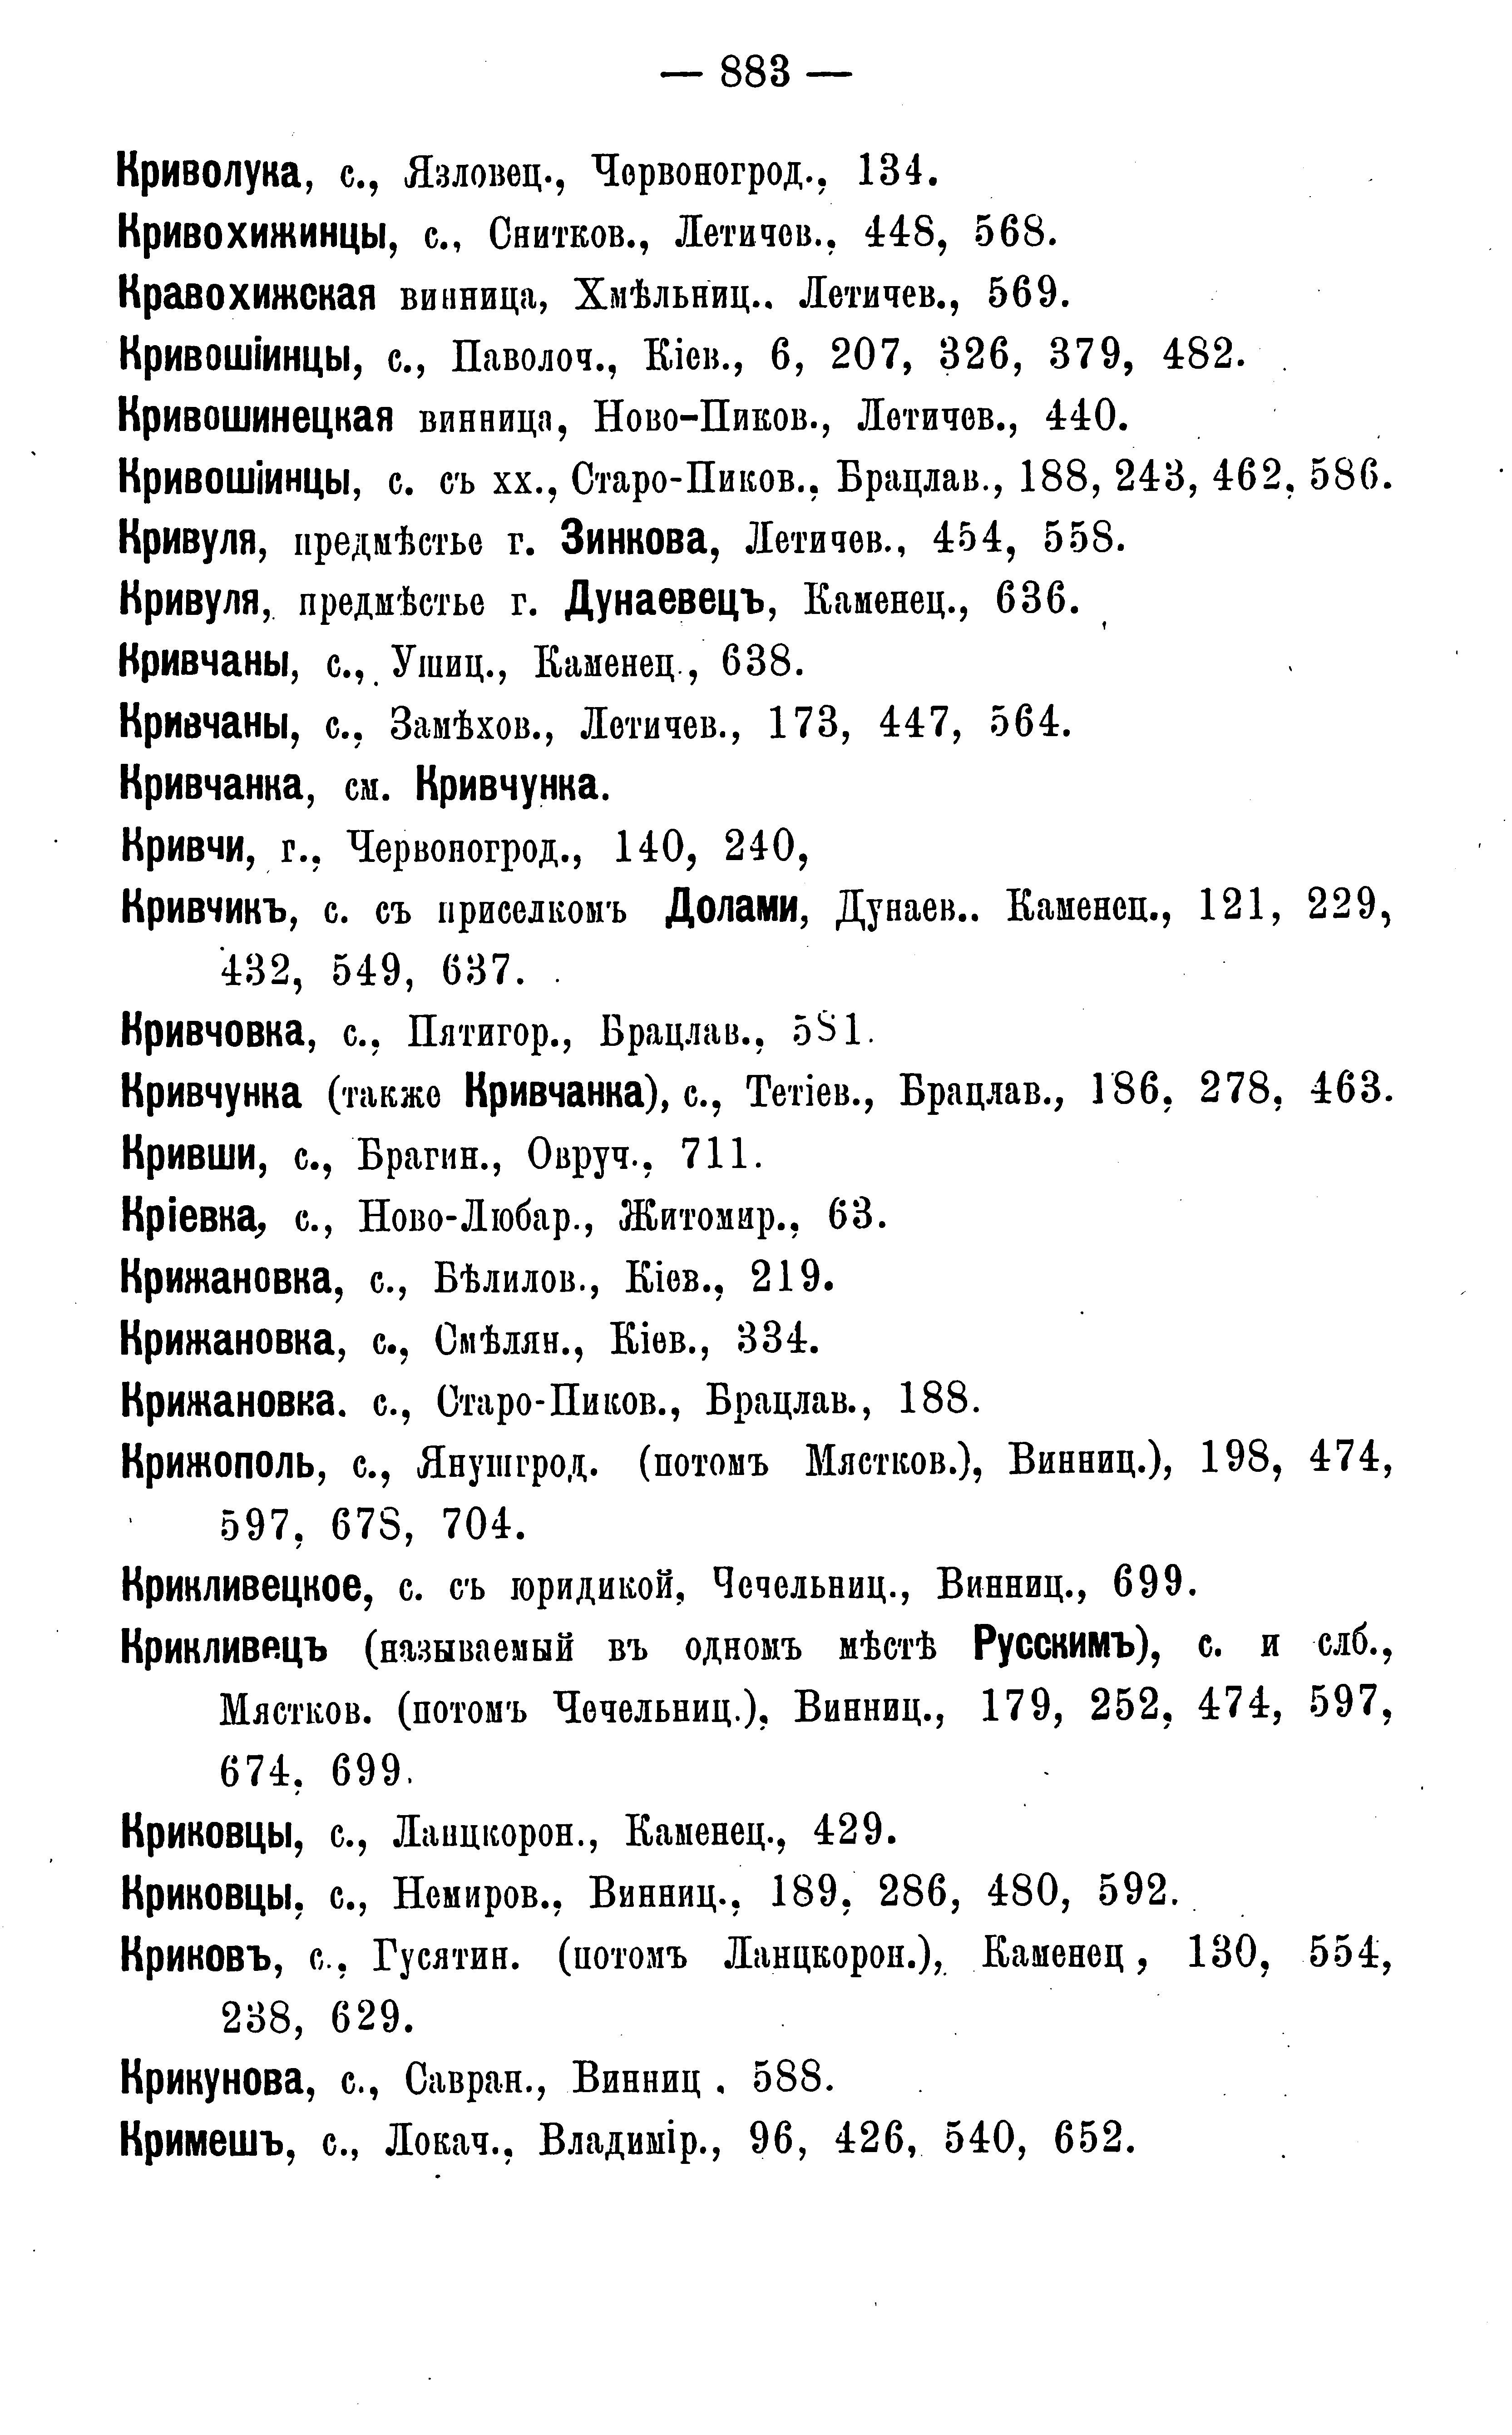 — 883 —
Криволука, с., Язловец., Червоногрод., 134.
Кривохижинцы, с., Снитков., Летичев., 448, 568.
Кравохижская винница, Хмѣльниц.. Летичев., 569.
Кривошіинцы, с., Паволоч., Кіев., 6, 207, 326, 379, 482.
Кривошинецкая винница, Ново-Пиков., Летичев., 440.
Кривошіинцы, с. съ хх., Старо-Пиков., Брацлав., 188, 243, 462, 586.
Кривуля, предмѣстье г. Зинкова, Летичев., 454, 558.
Кривуля, предмѣстье г. Дунаевецъ, Каменец., 636.
Кривчаны, с., Ушиц., Каменец., 638.
Кривчаны, с., Замѣхов., Летичев., 173, 447, 564.
Кривчанка, см. Кривчунка.
Кривчи, г., Червоногрод., 140, 240,
Кривчикъ, с. съ приселкомъ Долами, Дунаев.. Каменец., 121, 229,
432, 549, 637.
Кривчовка, с., Пятигор., Брацлав., 581.
Кривчунка (также Кривчанка), с., Тетіев., Брацлав., 186, 278, 463.
Кривши, с., Брагин., Овруч., 711.
Кріевка, с., Ново-Любар., Житомир., 63.
Крижановка, с., Бѣлилов., Кіев., 219.
Крижановка, с., Смѣлян., Кіев., 334.
Крижановка. с., Старо-Пиков., Брацлав., 188.
Крижополь, с., Янушгрод. (потомъ Мястков.), Винниц.), 198, 474,
597, 678, 704.
Крикливецкое, с. съ юридикой, Чечельниц., Винниц., 699.
Крикливецъ (называемый въ одномъ мѣстѣ Русскимъ), с. и слб.,
Мястков. (потомъ Чечельниц.), Винниц., 179, 252, 474, 597,
674, 699.
Криковцы, с., Ланцкорон., Каменец., 429.
Криковцы, с., Немиров., Винниц., 189, 286, 480, 592.
Криковъ, с., Гусятин. (потомъ Ланцкорон.), Каменец , 130, 554,
238, 629.
Крикунова, с., Савран., Винниц . 588.
Кримешъ, с., Локач., Владимір., 96, 426, 540, 652.